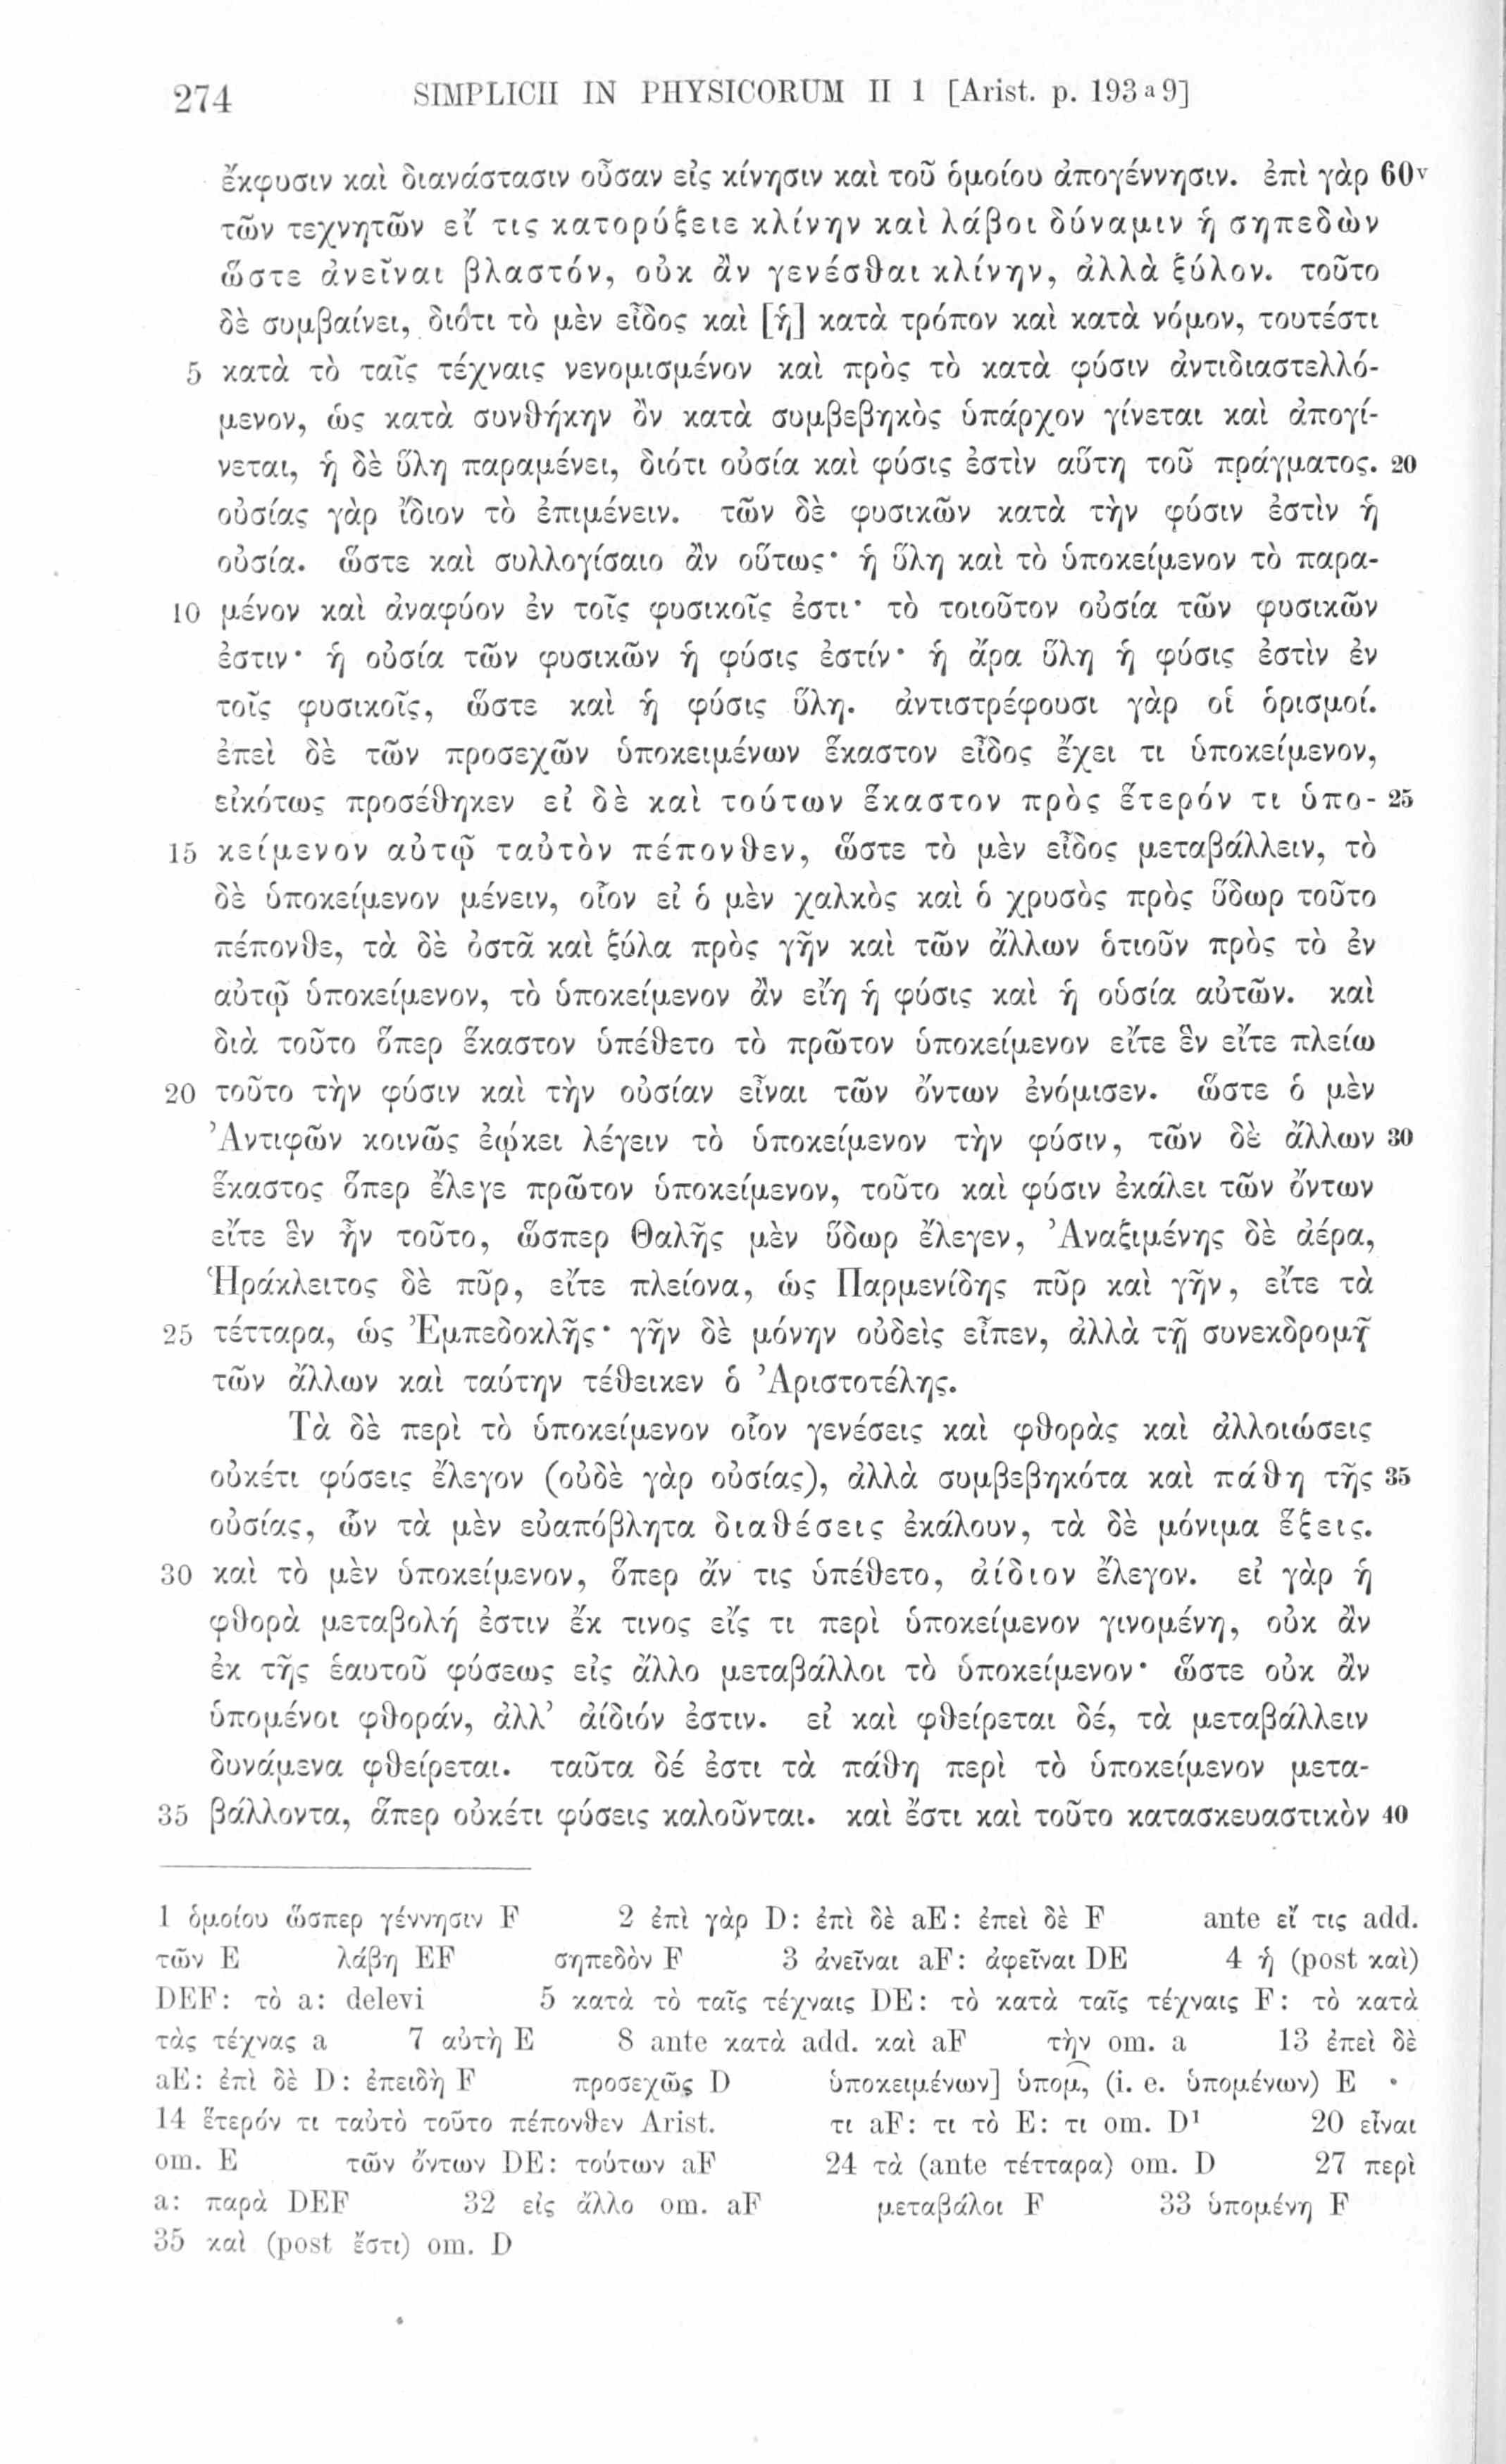 274 SIMPLICII IN PHYSICORUM II 1 [Arist. p. 193 a 9]
ἔκφυσιν καὶ διανάστασιν οὖσαν εἰς κίνησιν καὶ τοῦ ὁμοίου ἀπογέννησιν. ἐπὶ γὰρ 60v
τῶν τεχνητῶν εἴ τις κατορύξειε κλίνην καὶ λάβοι δύναμιν ἡ σηπεδὼν
ὥστε ἀνεῖναι βλαστόν, οὐκ ἂν γενέσθαι κλίνην, ἀλλὰ ξύλον. τοῦτο
δὲ συμβαίνει, διότι τὸ μὲν εἶδος καὶ [ἡ] κατὰ τρόπον καὶ κατὰ νόμον, τουτέστι
5 κατὰ τὸ ταῖς τέχναις νενομισμένον καὶ πρὸς τὸ κατὰ φύσιν ἀντιδιαστελλό-
μενον, ὡς κατὰ συνθήκην ὂν κατὰ συμβεβηκὸς ὑπάρχον γίνεται καὶ ἀπογί-
νεται, ἡ δὲ ὕλη παραμένει, διότι οὐσία καὶ φύσις ἐστὶν αὕτη τοῦ πράγματος. 20
οὐσίας γὰρ ἴδιον τὸ ἐπιμένειν. τῶν δὲ φυσικῶν κατὰ τὴν φύσιν ἐστὶν ἡ
οὐσία. ὥστε καὶ συλλογίσαιο ἂν οὕτως· ἡ ὕλη καὶ τὸ ὑποκείμενον τὸ παρα-
10 μένον καὶ ἀναφύον ἐν τοῖς φυσικοῖς ἐστι· τὸ τοιοῦτον οὐσία τῶν φυσικῶν
ἐστιν· ἡ οὐσία τῶν φυσικῶν ἡ φύσις ἐστίν· ἡ ἄρα ὕλη ἡ φύσις ἐστὶν ἐν
τοῖς φυσικοῖς, ὥστε καὶ ἡ φύσις ὕλη. ἀντιστρέφουσι γὰρ οἱ ὁρισμοί.
ἐπεὶ δὲ τῶν προσεχῶν ὑποκειμένων ἕκαστον εἶδος ἔχει τι ὑποκείμενον,
εἰκότως προσέθηκεν εἰ δὲ καὶ τούτων ἕκαστον πρὸς ἕτερόν τι ὑπο- 25
15 κείμενον αὐτῷ ταὐτὸν πέπονθεν, ὥστε τὸ μὲν εἶδος μεταβάλλειν, τὸ
δὲ ὑποκείμενον μένειν, οἷον εἰ ὁ μὲν χαλκὸς καὶ ὁ χρυσὸς πρὸς ὕδωρ τοῦτο
πέπονθε, τὰ δὲ ὀστᾶ καὶ ξύλα πρὸς γῆν καὶ τῶν ἄλλων ὁτιοῦν πρὸς τὸ ἐν
αὐτῷ ὑποκείμενον, τὸ ὑποκείμενον ἂν εἴη ἡ φύσις καὶ ἡ οὐσία αὐτῶν. καὶ
διὰ τοῦτο ὅπερ ἕκαστον ὑπέθετο τὸ πρῶτον ὑποκείμενον εἴτε ἓν εἴτε πλείω
20 τοῦτο τὴν φύσιν καὶ τὴν οὐσίαν εἶναι τῶν ὄντων ἐνόμισεν. ὥστε ὁ μὲν
Ἀντιφῶν κοινῶς ἐῴκει λέγειν τὸ ὑποκείμενον τὴν φύσιν, τῶν δὲ ἄλλων 30
ἕκαστος ὅπερ ἔλεγε πρῶτον ὑποκείμενον, τοῦτο καὶ φύσιν ἐκάλει τῶν ὄντων
εἴτε ἓν ἦν τοῦτο, ὥσπερ Θαλῆς μὲν ὕδωρ ἔλεγεν, Ἀναξιμένης δὲ ἀέρα,
Ἡράκλειτος δὲ πῦρ, εἴτε πλείονα, ὡς Παρμενίδης πῦρ καὶ γῆν, εἴτε τὰ
25 τέτταρα, ὡς Ἐμπεδοκλῆς· γῆν δὲ μόνην οὐδεὶς εἶπεν, ἀλλὰ τῇ συνεκδρομῇ
τῶν ἄλλων καὶ ταύτην τέθεικεν ὁ Ἀριστοτέλης.
Τὰ δὲ περὶ τὸ ὑποκείμενον οἷον γενέσεις καὶ φθορὰς καὶ ἀλλοιώσεις
οὐκέτι φύσεις ἔλεγον (οὐδὲ γὰρ οὐσίας), ἀλλὰ συμβεβηκότα καὶ πάθη τῆς 35
οὐσίας, ὧν τὰ μὲν εὐαπόβλητα διαθέσεις ἐκάλουν, τὰ δὲ μόνιμα ἕξεις.
30 καὶ τὸ μὲν ὑποκείμενον, ὅπερ ἄν τις ὑπέθετο, ἀίδιον ἔλεγον. εἰ γὰρ ἡ
φθορὰ μεταβολή ἐστιν ἔκ τινος εἴς τι περὶ ὑποκείμενον γινομένη, οὐκ ἂν
ἐκ τῆς ἑαυτοῦ φύσεως εἰς ἄλλο μεταβάλλοι τὸ ὑποκείμενον· ὥστε οὐκ ἂν
ὑπομένοι φθοράν, ἀλλ’ ἀίδιόν ἐστιν. εἰ καὶ φθείρεται δέ, τὰ μεταβάλλειν
δυνάμενα φθείρεται. ταῦτα δέ ἐστι τὰ πάθη περὶ τὸ ὑποκείμενον μετα-
35 βάλλοντα, ἅπερ οὐκέτι φύσεις καλοῦνται. καὶ ἔστι καὶ τοῦτο κατασκευαστικὸν 40
1 ὁμοίου ὥσπερ γέννησιν F 2 ἐπὶ γὰρ D: ἐπὶ δὲ aE: ἐπεὶ δὲ F ante εἴ τις add.
τῶν E λάβη EF σηπεδὸν F 3 ἀνεῖναι aF: ἀφεῖναι DE 4 ἡ (post καὶ)
DEF: τὸ a: delevi 5 κατὰ τὸ ταῖς τέχναις DE: τὸ κατὰ ταῖς τέχναις F: τὸ κατὰ
τὰς τέχνας a 7 αὐτὴ E 8 ante κατὰ add. καὶ aF τὴν om. a 13 ἐπεὶ δὲ
aE: ἐπὶ δὲ D: ἐπειδὴ F προσεχῶς D ὑποκειμένων] ὑπομ, (i. e. ὑπομένων) E
14 ἕτερόν τι ταὐτὸ τοῦτο πέπονθεν Arist. τι aF: τι τὸ E: τι om. D¹ 20 εἶναι
om. E τῶν ὄντων DE: τούτων aF 24 τὰ (ante τέτταρα) om. D 27 περὶ
a: παρὰ DEF 32 εἰς ἄλλο om. aF μεταβάλοι F 33 ὑπομένη F
35 καὶ (post ἔστι) om. D